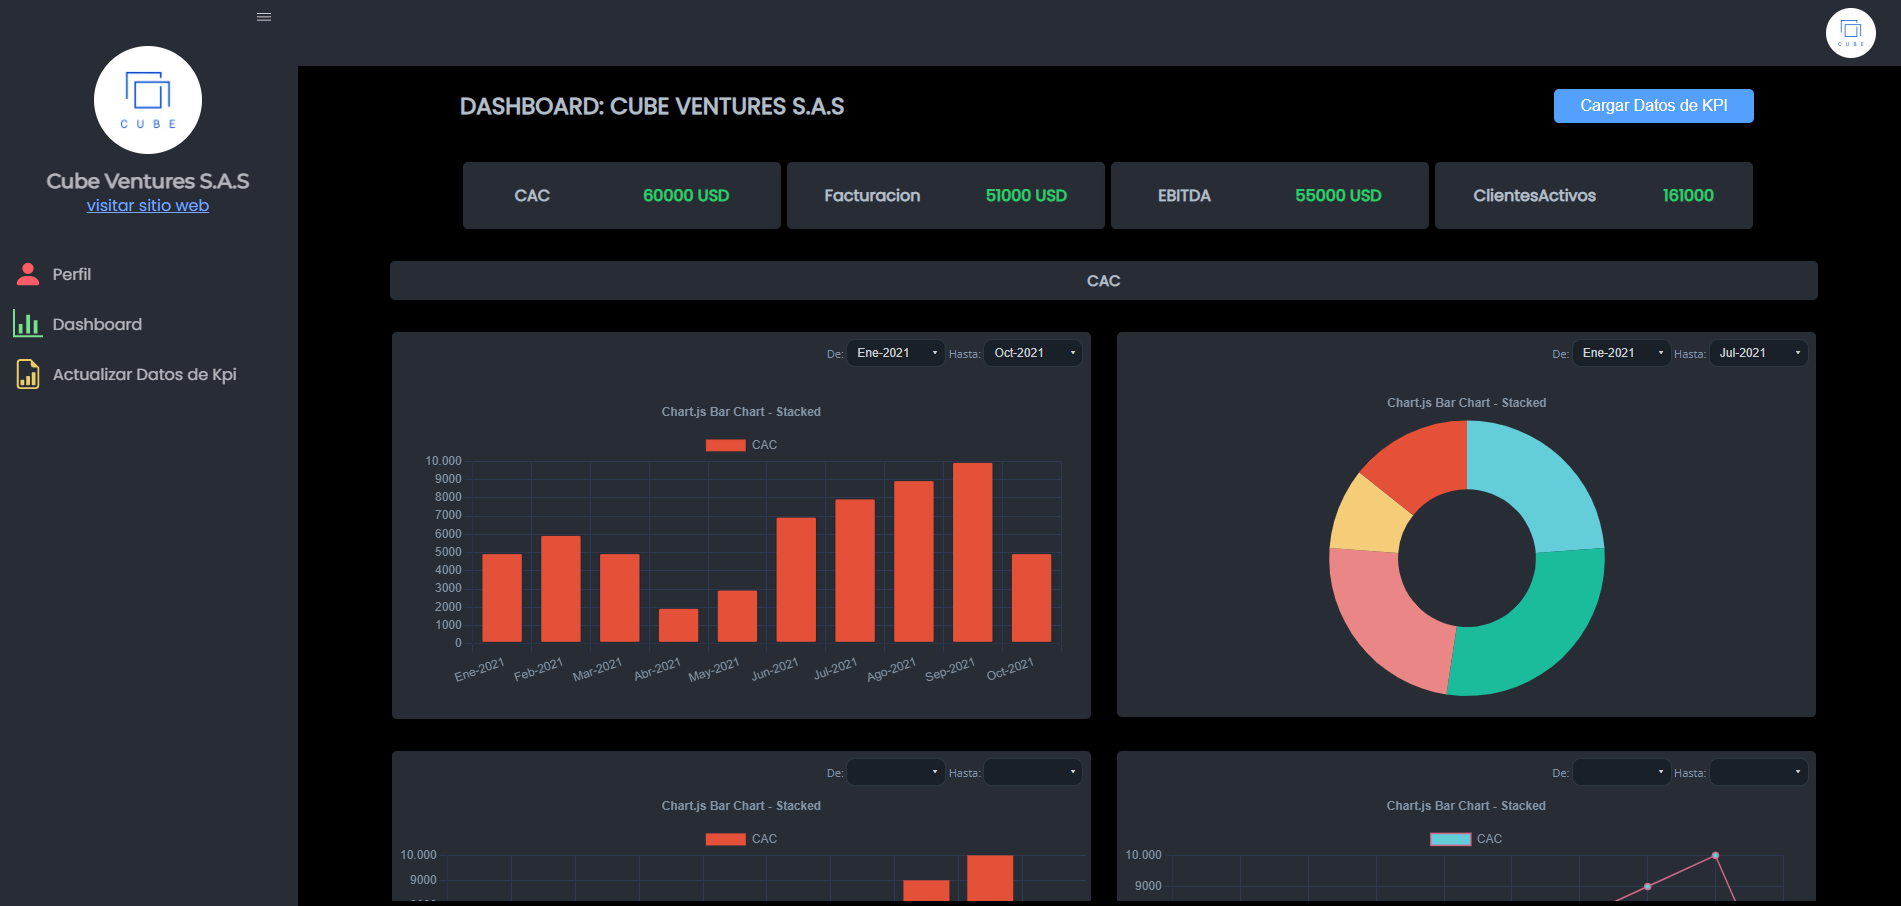 CUBE
CUBE
Cube Ventures S.A.S
visitar sitio web
Perfil
Dashboard
Actualizar Datos de Kpi
DASHBOARD: CUBE VENTURES S.A.S
Cargar Datos de KPI
CAC 60000 USD
Facturacion 51000 USD
EBITDA 55000 USD
ClientesActivos 161000
CAC
De: Ene-2021 Hasta: Oct-2021
Chart.js Bar Chart - Stacked
CAC
10.000
9000
8000
7000
6000
5000
4000
3000
2000
1000
0
Ene-2021 Feb-2021 Mar-2021 Abr-2021 May-2021 Jun-2021 Jul-2021 Ago-2021 Sep-2021 Oct-2021
De: Ene-2021 Hasta: Jul-2021
Chart.js Bar Chart - Stacked
De: Hasta:
Chart.js Bar Chart - Stacked
CAC
10.000
9000
De: Hasta:
Chart.js Bar Chart - Stacked
CAC
10.000
9000